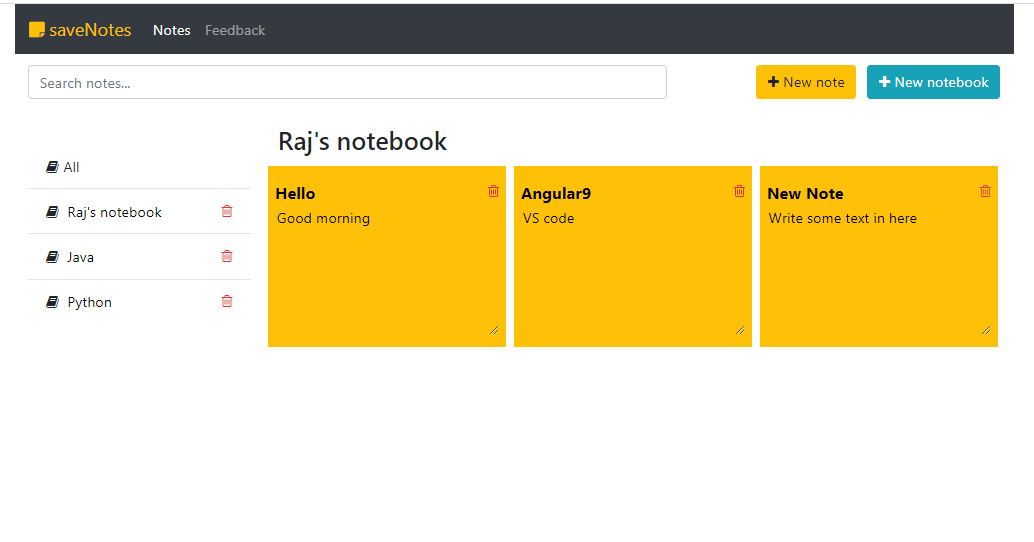 saveNotes Notes Feedback
Search notes...
New note
New notebook
Raj's notebook
All
Raj's notebook
Java
Python
Hello
Good morning
Angular9
VS code
New Note
Write some text in here